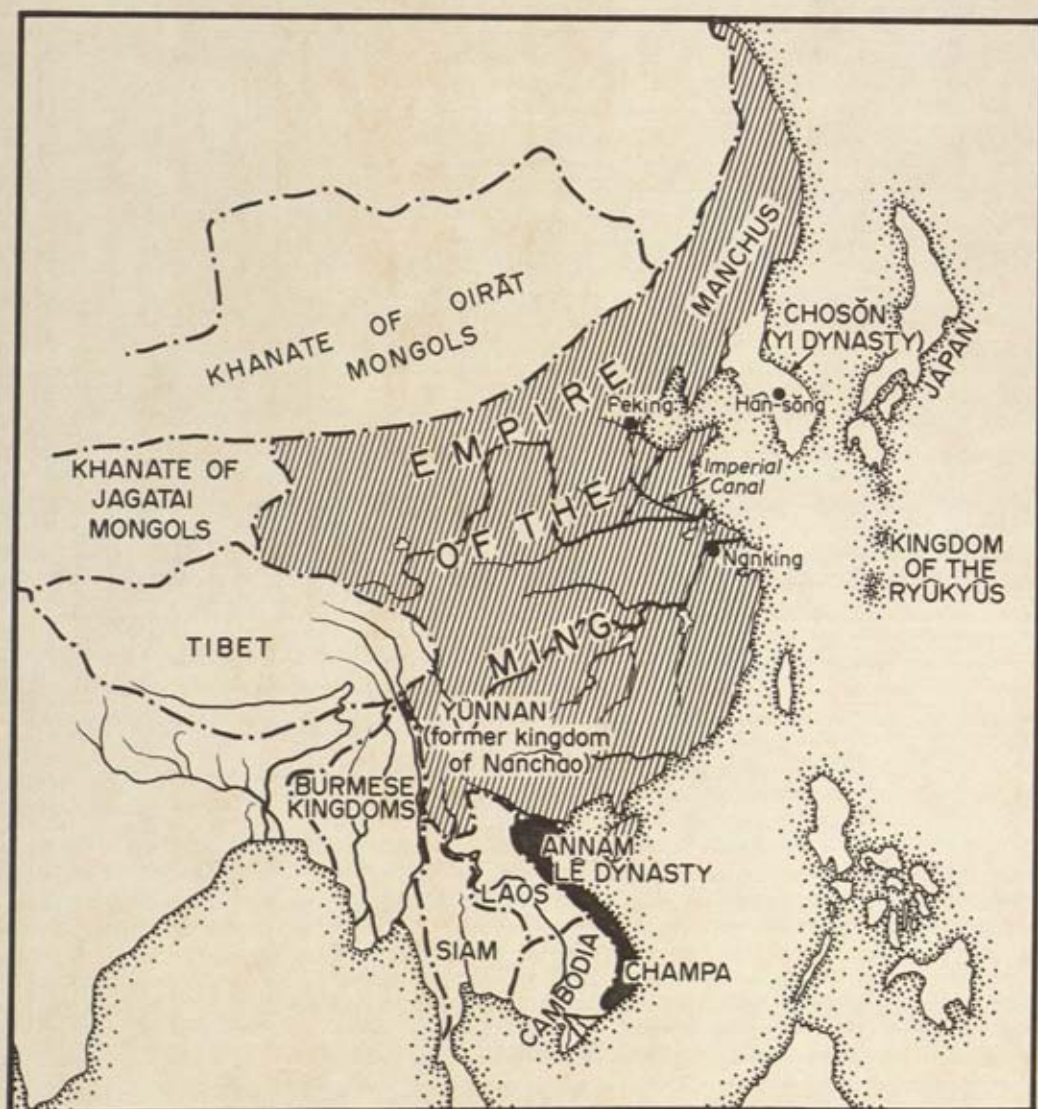 MANCHUS
KHANATE OF OIRĀT
MONGOLS
CHOSŎN
(YI DYNASTY)
JAPAN
Peking
Han-sŏng
EMPIRE
KHANATE OF
JAGATAI
MONGOLS
Imperial
Canal
OF THE
Nanking
KINGDOM
OF THE
RYŪKYŪS
TIBET
MING
YÜNNAN
(former kingdom
of Nanchao)
BURMESE
KINGDOMS
ANNAM
LÊ DYNASTY
LAOS
SIAM
CAMBODIA
CHAMPA